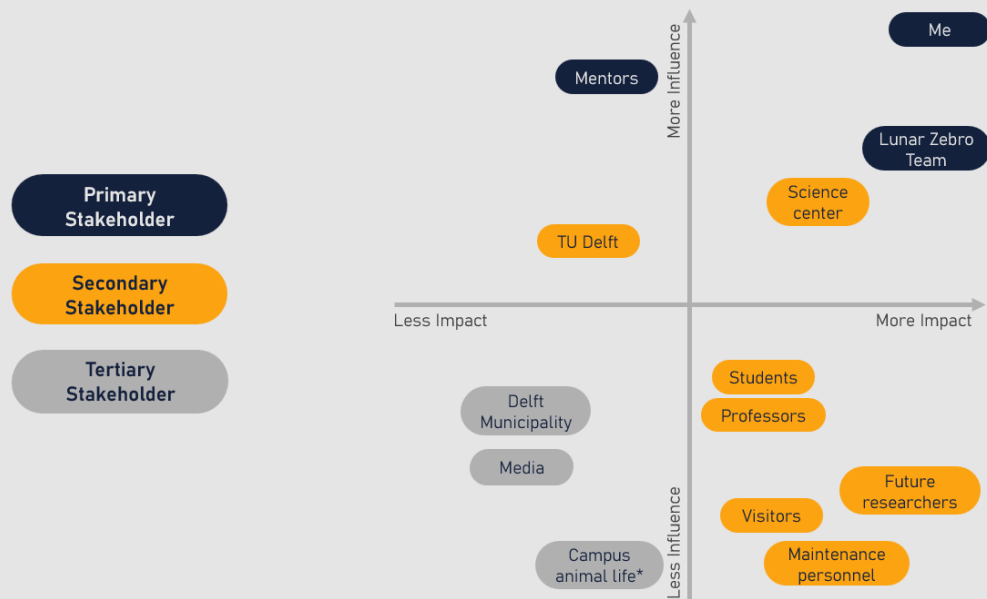 Me
More Influence
Mentors
Lunar Zebro
Team
Primary
Stakeholder
Science
center
TU Delft
Secondary
Stakeholder
Less Impact
More Impact
Tertiary
Stakeholder
Students
Delft
Municipality
Professors
Media
Future
researchers
Visitors
Less Influence
Campus
animal life*
Maintenance
personnel